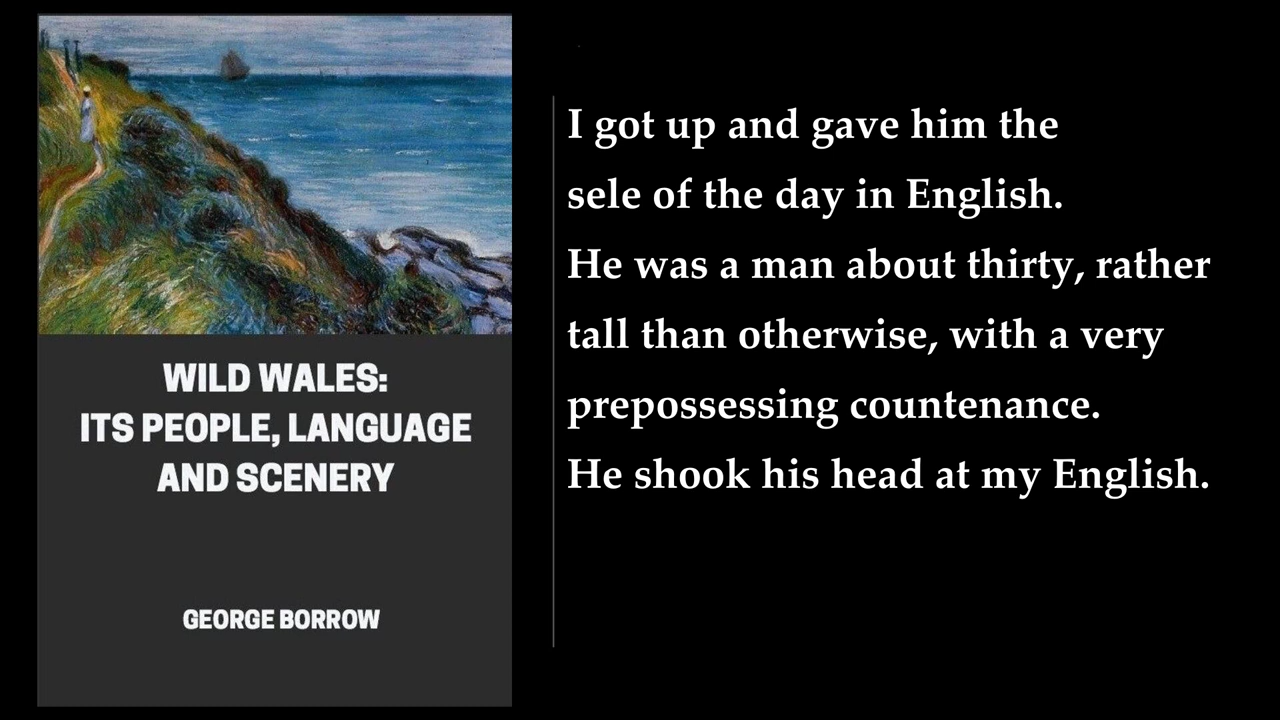 WILD WALES:
ITS PEOPLE, LANGUAGE
AND SCENERY
GEORGE BORROW
I got up and gave him the
sele of the day in English.
He was a man about thirty, rather
tall than otherwise, with a very
prepossessing countenance.
He shook his head at my English.